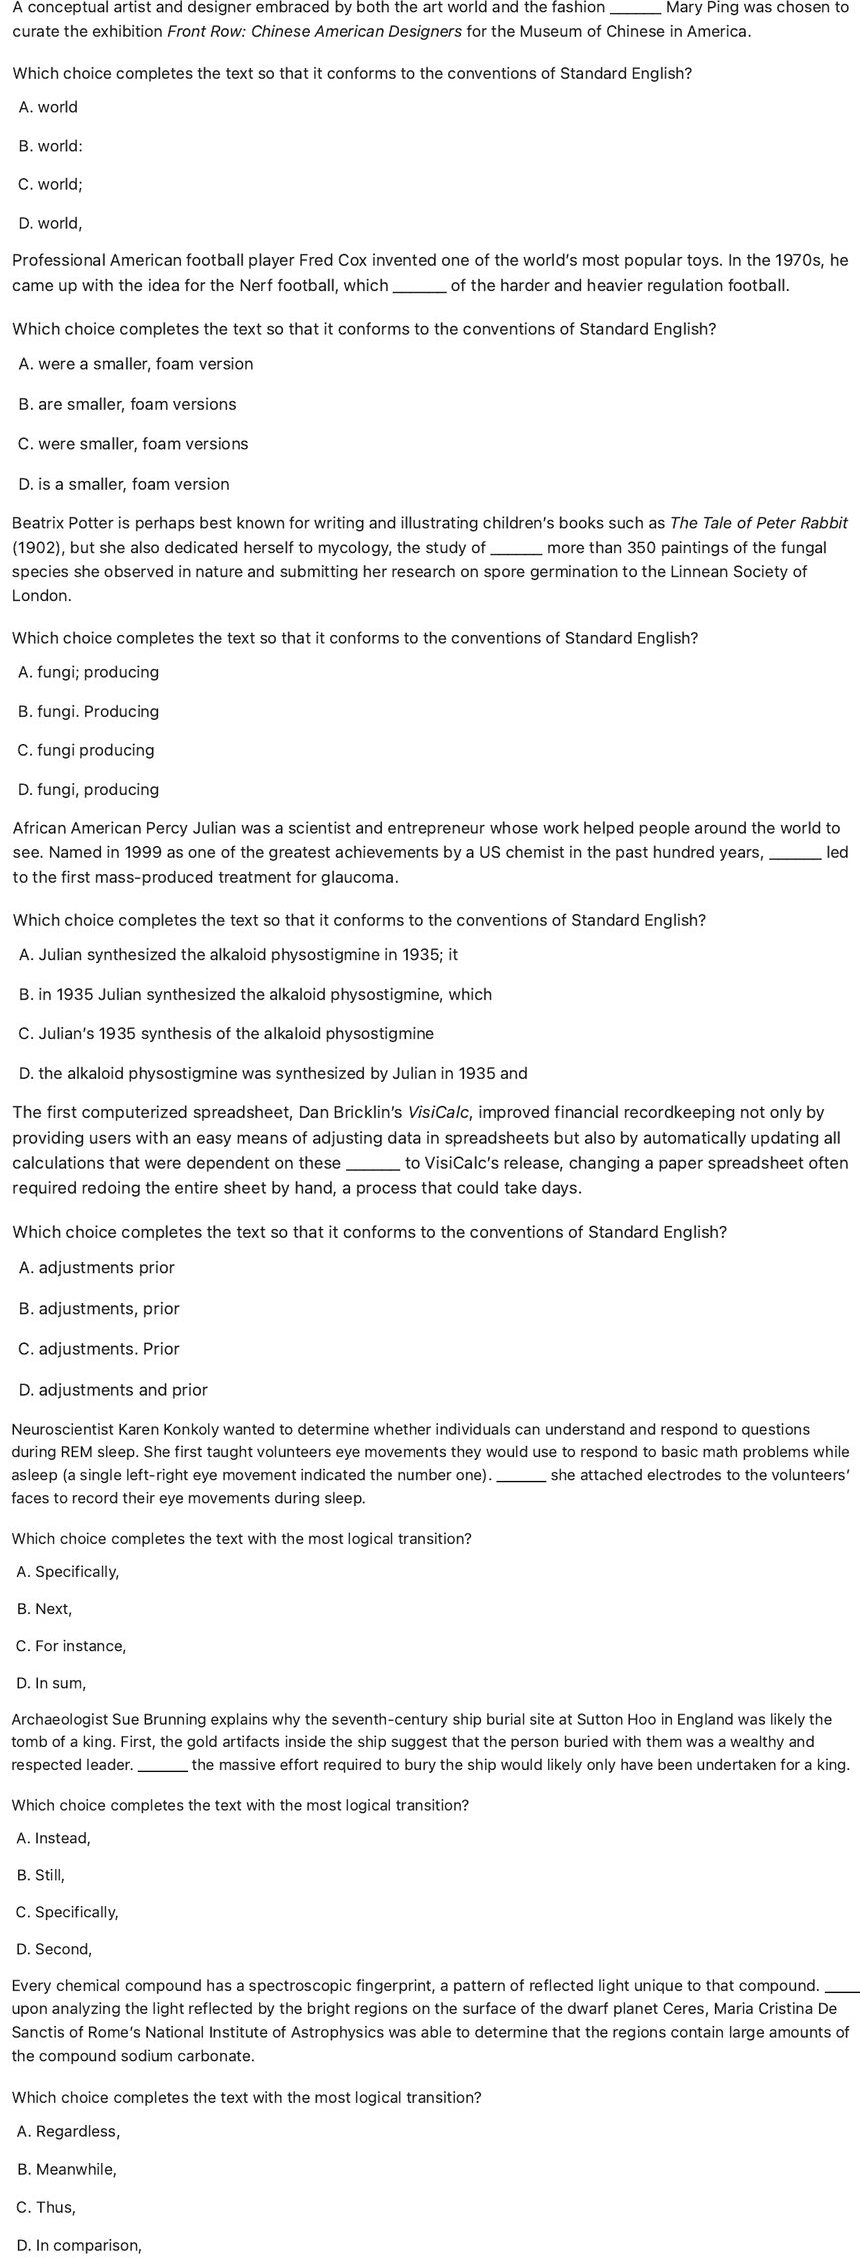 A conceptual artist and designer embraced by both the art world and the fashion ______ Mary Ping was chosen to
curate the exhibition Front Row: Chinese American Designers for the Museum of Chinese in America.
Which choice completes the text so that it conforms to the conventions of Standard English?
A. world
B. world:
C. world;
D. world,
Professional American football player Fred Cox invented one of the world's most popular toys. In the 1970s, he
came up with the idea for the Nerf football, which ______ of the harder and heavier regulation football.
Which choice completes the text so that it conforms to the conventions of Standard English?
A. were a smaller, foam version
B. are smaller, foam versions
C. were smaller, foam versions
D. is a smaller, foam version
Beatrix Potter is perhaps best known for writing and illustrating children's books such as The Tale of Peter Rabbit
(1902), but she also dedicated herself to mycology, the study of ______ more than 350 paintings of the fungal
species she observed in nature and submitting her research on spore germination to the Linnean Society of
London.
Which choice completes the text so that it conforms to the conventions of Standard English?
A. fungi; producing
B. fungi. Producing
C. fungi producing
D. fungi, producing
African American Percy Julian was a scientist and entrepreneur whose work helped people around the world to
see. Named in 1999 as one of the greatest achievements by a US chemist in the past hundred years, ______ led
to the first mass-produced treatment for glaucoma.
Which choice completes the text so that it conforms to the conventions of Standard English?
A. Julian synthesized the alkaloid physostigmine in 1935; it
B. in 1935 Julian synthesized the alkaloid physostigmine, which
C. Julian's 1935 synthesis of the alkaloid physostigmine
D. the alkaloid physostigmine was synthesized by Julian in 1935 and
The first computerized spreadsheet, Dan Bricklin's VisiCalc, improved financial recordkeeping not only by
providing users with an easy means of adjusting data in spreadsheets but also by automatically updating all
calculations that were dependent on these ______ to VisiCalc's release, changing a paper spreadsheet often
required redoing the entire sheet by hand, a process that could take days.
Which choice completes the text so that it conforms to the conventions of Standard English?
A. adjustments prior
B. adjustments, prior
C. adjustments. Prior
D. adjustments and prior
Neuroscientist Karen Konkoly wanted to determine whether individuals can understand and respond to questions
during REM sleep. She first taught volunteers eye movements they would use to respond to basic math problems while
asleep (a single left-right eye movement indicated the number one). ______ she attached electrodes to the volunteers'
faces to record their eye movements during sleep.
Which choice completes the text with the most logical transition?
A. Specifically,
B. Next,
C. For instance,
D. In sum,
Archaeologist Sue Brunning explains why the seventh-century ship burial site at Sutton Hoo in England was likely the
tomb of a king. First, the gold artifacts inside the ship suggest that the person buried with them was a wealthy and
respected leader. ______ the massive effort required to bury the ship would likely only have been undertaken for a king.
Which choice completes the text with the most logical transition?
A. Instead,
B. Still,
C. Specifically,
D. Second,
Every chemical compound has a spectroscopic fingerprint, a pattern of reflected light unique to that compound. ____
upon analyzing the light reflected by the bright regions on the surface of the dwarf planet Ceres, Maria Cristina De
Sanctis of Rome's National Institute of Astrophysics was able to determine that the regions contain large amounts of
the compound sodium carbonate.
Which choice completes the text with the most logical transition?
A. Regardless,
B. Meanwhile,
C. Thus,
D. In comparison,